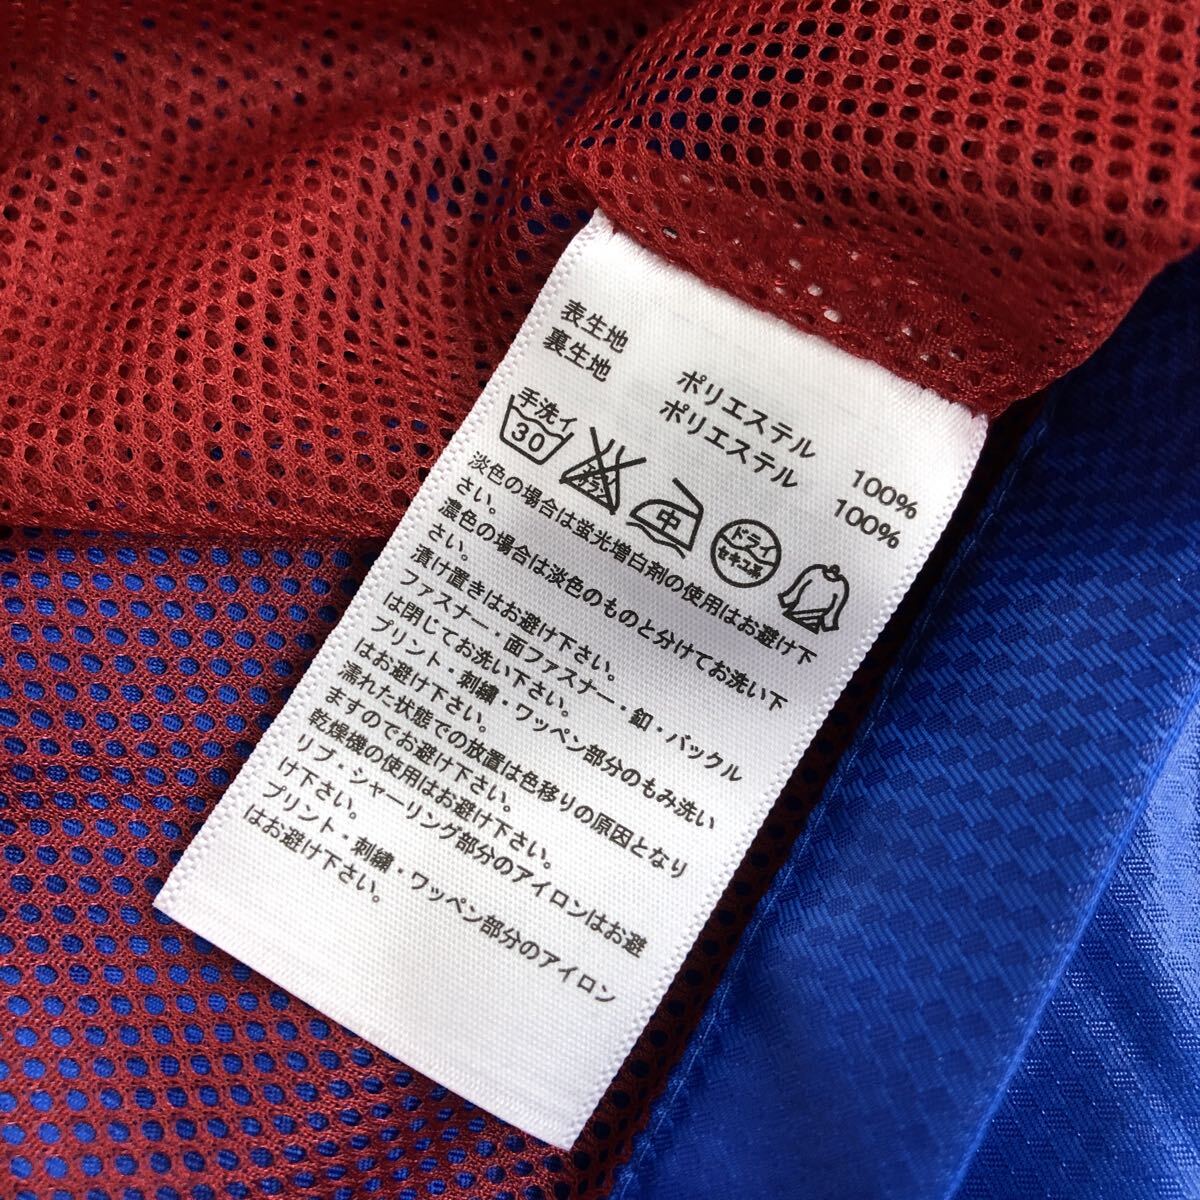 表生地 ポリエステル 100%
裏生地 ポリエステル 100%
手洗イ 30 エンソサラシ 中 ドライ セキユ系
淡色の場合は蛍光増白剤の使用はお避け下
さい。
濃色の場合は淡色のものと分けてお洗い下
さい。
漬け置きはお避け下さい。
ファスナー・面ファスナー・釦・バックル
は閉じてお洗い下さい。
プリント・刺繍・ワッペン部分のもみ洗い
はお避け下さい。
濡れた状態での放置は色移りの原因となり
ますのでお避け下さい。
乾燥機の使用はお避け下さい。
リブ・シャーリング部分のアイロンはお避
け下さい。
プリント・刺繍・ワッペン部分のアイロン
はお避け下さい。